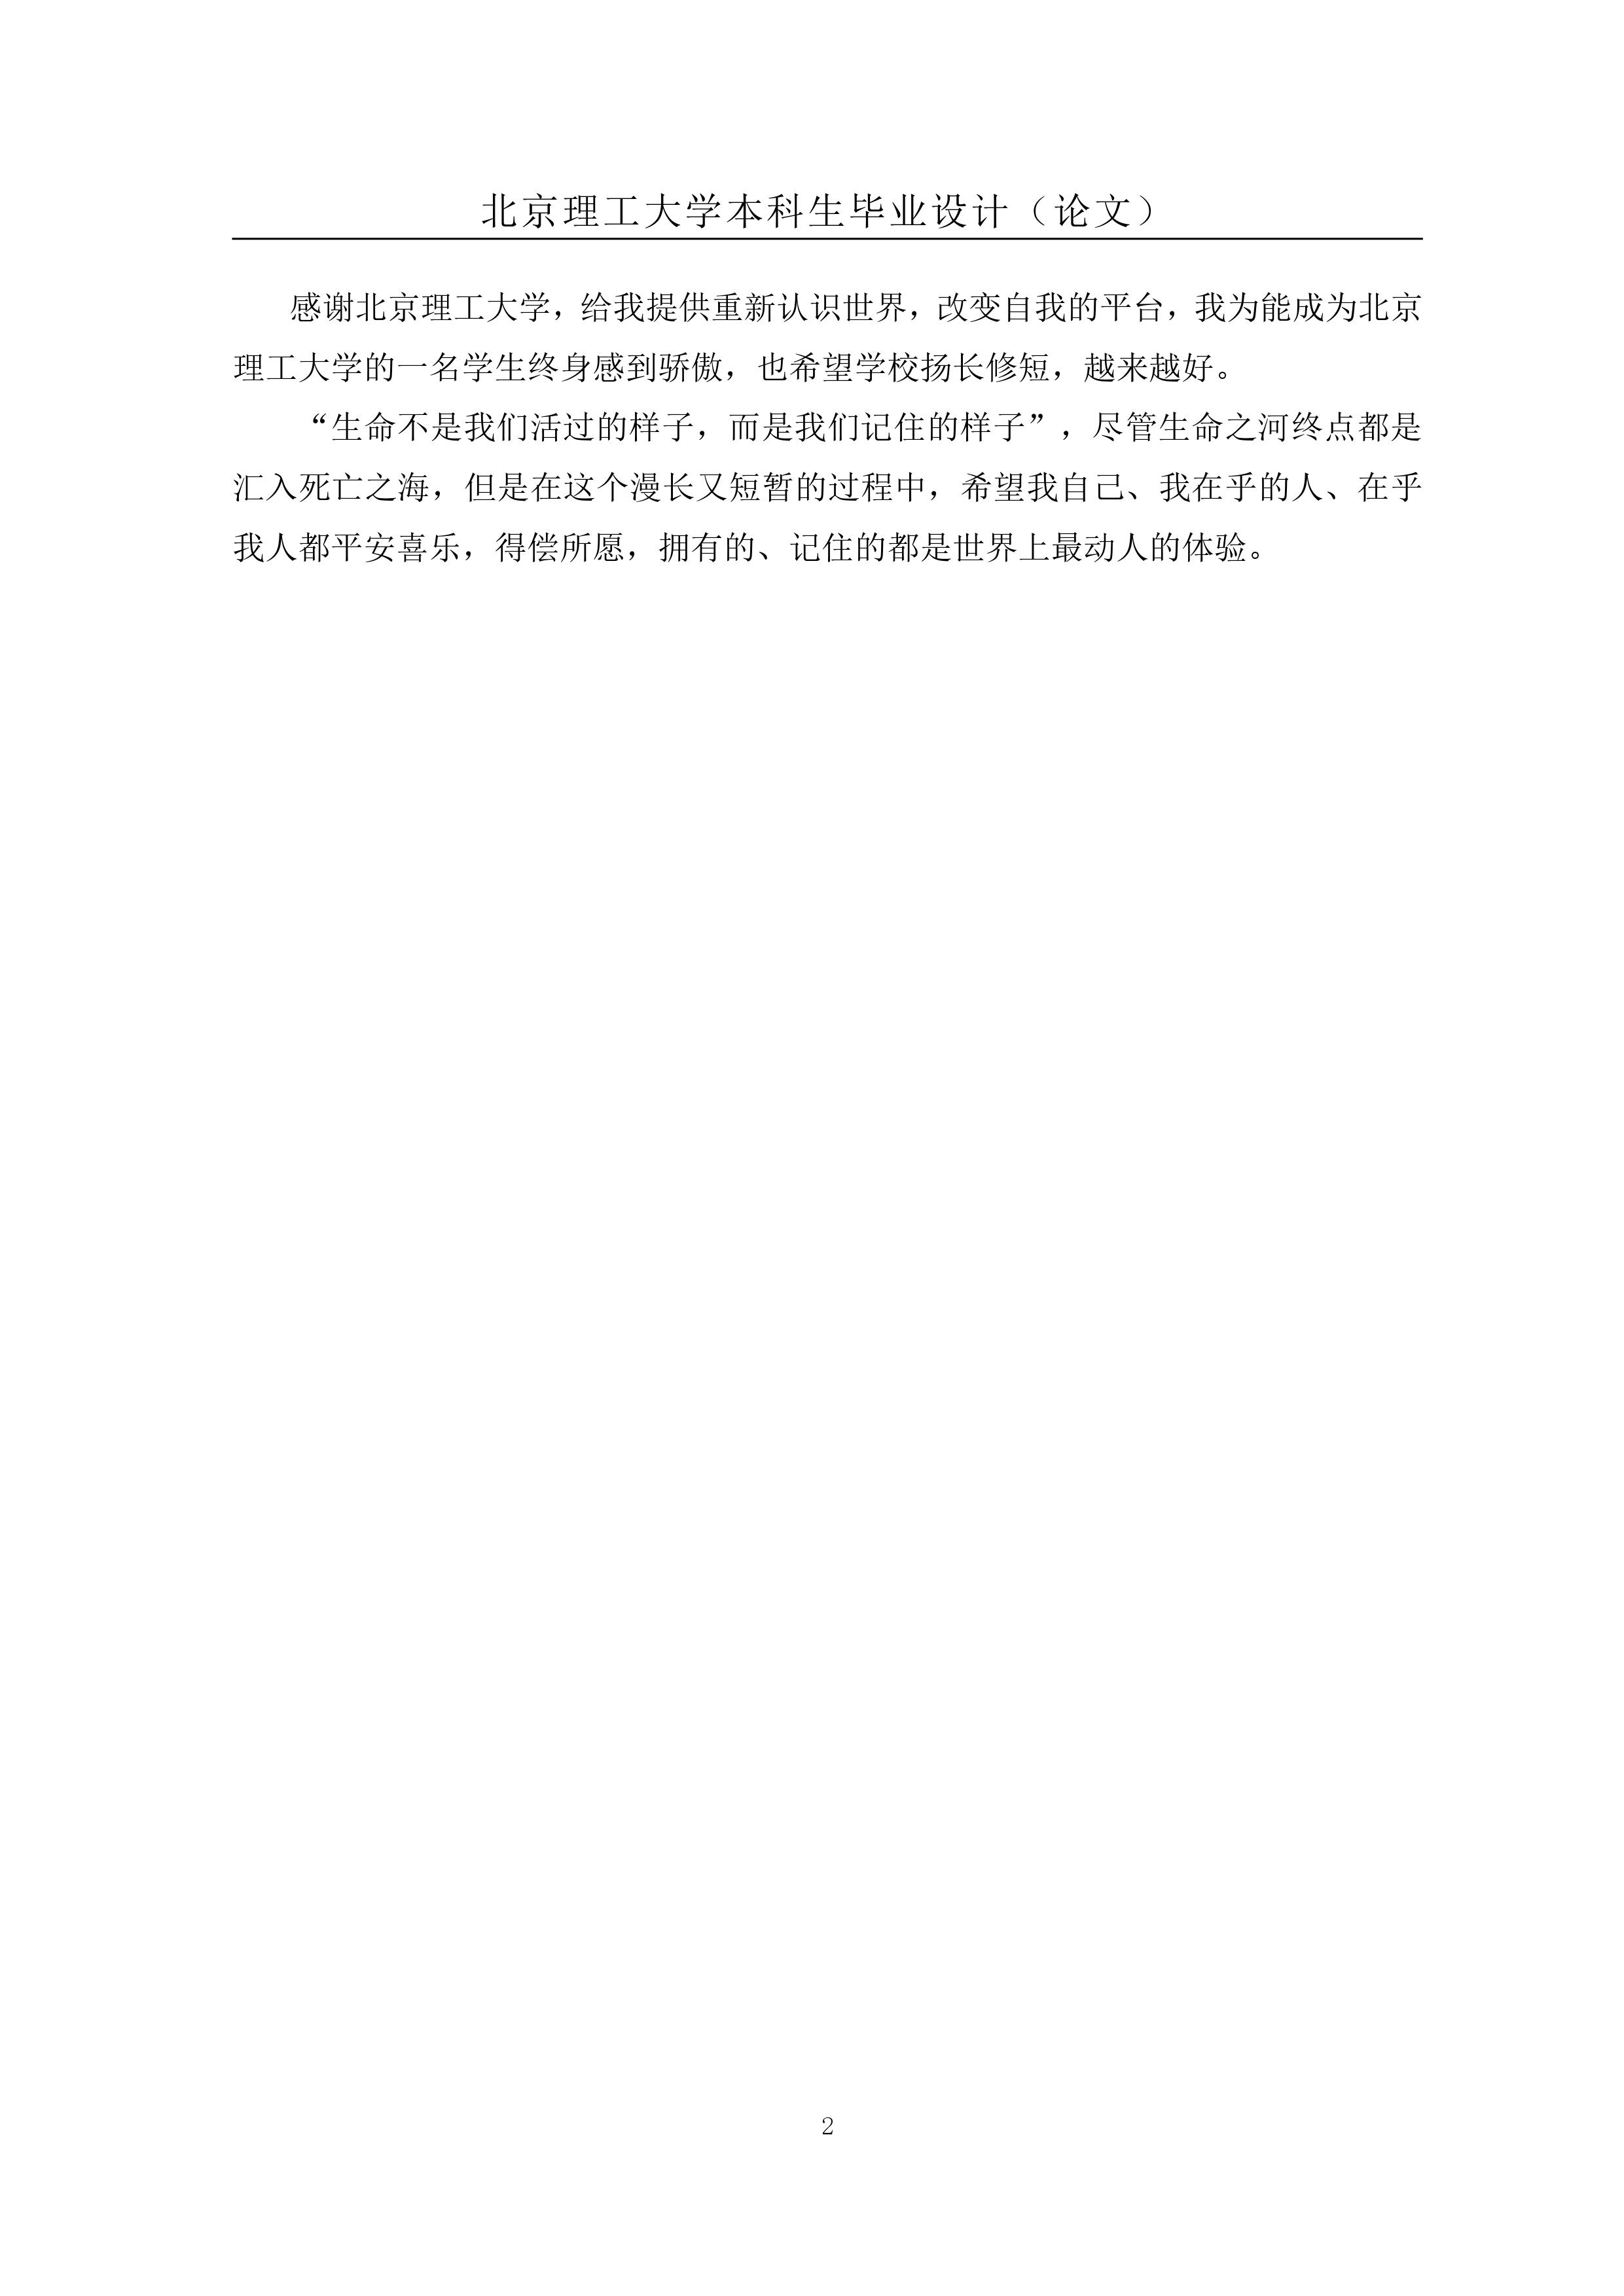 北京理工大学本科生毕业设计（论文）
感谢北京理工大学，给我提供重新认识世界，改变自我的平台，我为能成为北京
理工大学的一名学生终身感到骄傲，也希望学校扬长修短，越来越好。
“生命不是我们活过的样子，而是我们记住的样子”，尽管生命之河终点都是
汇入死亡之海，但是在这个漫长又短暂的过程中，希望我自己、我在乎的人、在乎
我人都平安喜乐，得偿所愿，拥有的、记住的都是世界上最动人的体验。
2